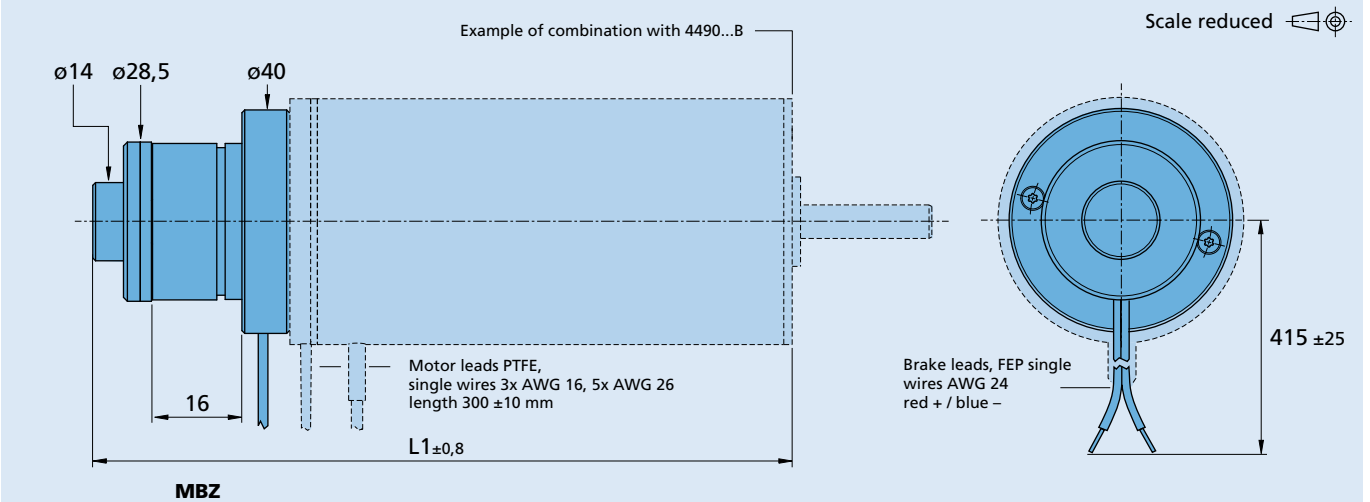 Scale reduced
Example of combination with 4490...B
ø14
ø28,5
ø40
16
Motor leads PTFE,
single wires 3x AWG 16, 5x AWG 26
length 300 ±10 mm
L1±0,8
MBZ
Brake leads, FEP single
wires AWG 24
red + / blue –
415 ±25